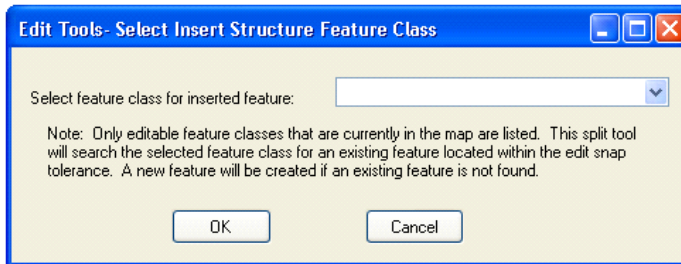 Edit Tools- Select Insert Structure Feature Class
Select feature class for inserted feature:
Note: Only editable feature classes that are currently in the map are listed. This split tool
will search the selected feature class for an existing feature located within the edit snap
tolerance. A new feature will be created if an existing feature is not found.
OK
Cancel